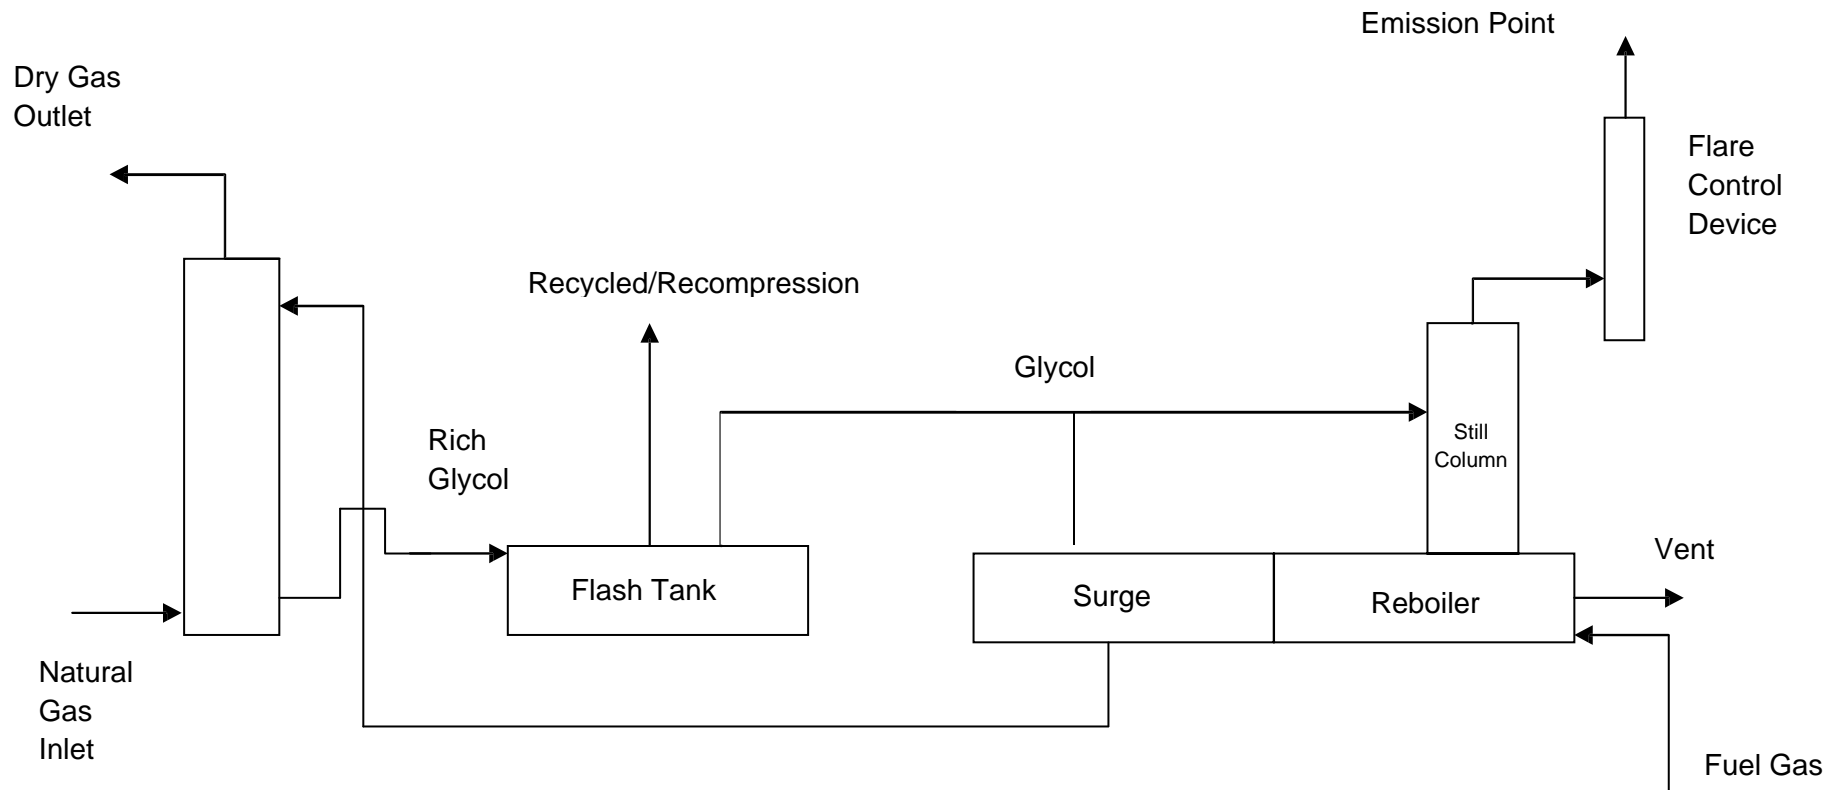 Emission Point
Dry Gas
Outlet
Flare
Control
Device
Recycled/Recompression
Glycol
Rich
Glycol
Still
Column
Vent
Flash Tank
Surge
Reboiler
Natural
Gas
Inlet
Fuel Gas